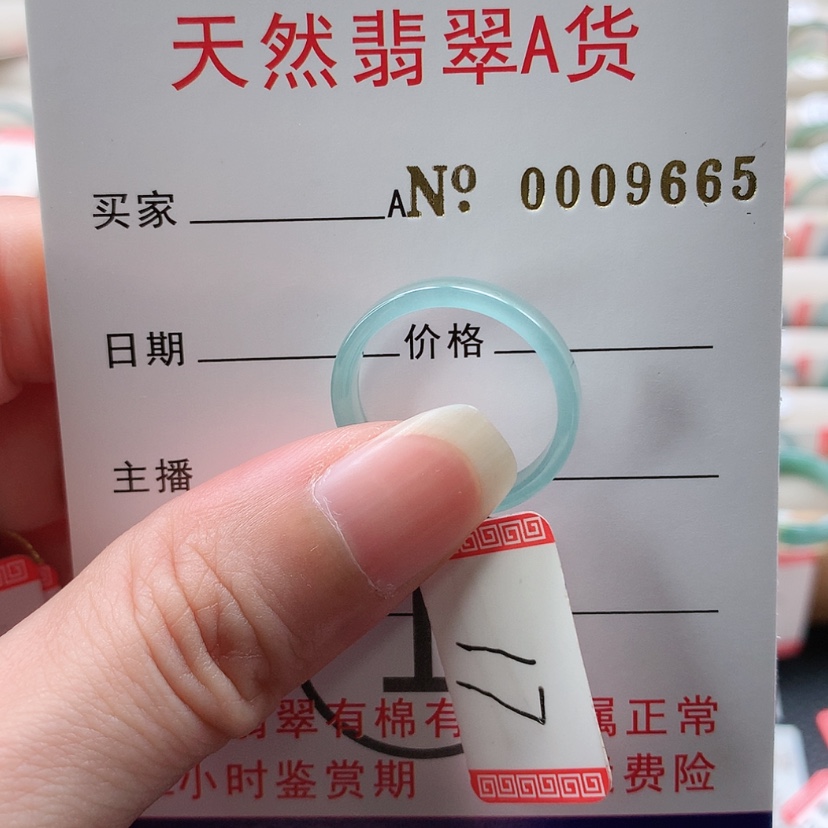 天然翡翠A货
买家 A№ 0009665
日期 价格
主播
17
翡翠有棉有 属正常
小时鉴赏期 费险